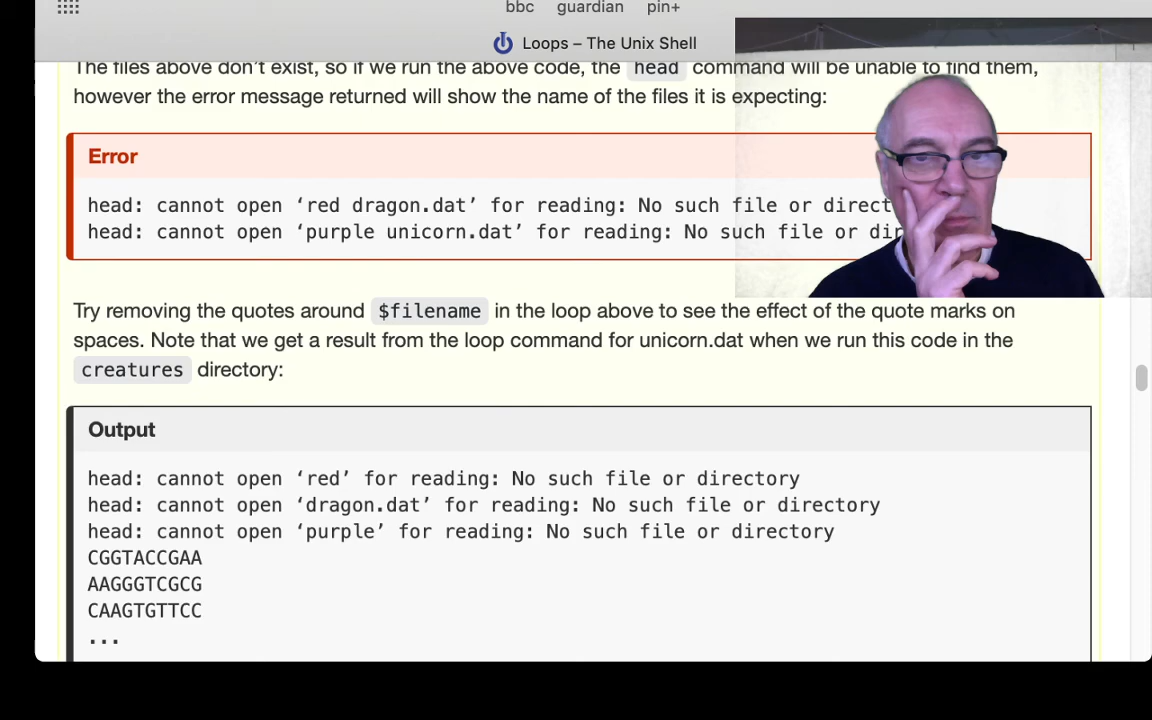 bbc guardian pin+
Loops – The Unix Shell
The files above don't exist, so if we run the above code, the head command will be unable to find them,
however the error message returned will show the name of the files it is expecting:
Error
head: cannot open ‘red dragon.dat’ for reading: No such file or direct
head: cannot open ‘purple unicorn.dat’ for reading: No such file or dir
Try removing the quotes around $filename in the loop above to see the effect of the quote marks on
spaces. Note that we get a result from the loop command for unicorn.dat when we run this code in the
creatures directory:
Output
head: cannot open ‘red’ for reading: No such file or directory
head: cannot open ‘dragon.dat’ for reading: No such file or directory
head: cannot open ‘purple’ for reading: No such file or directory
CGGTACCGAA
AAGGGTCGCG
CAAGTGTTCC
...